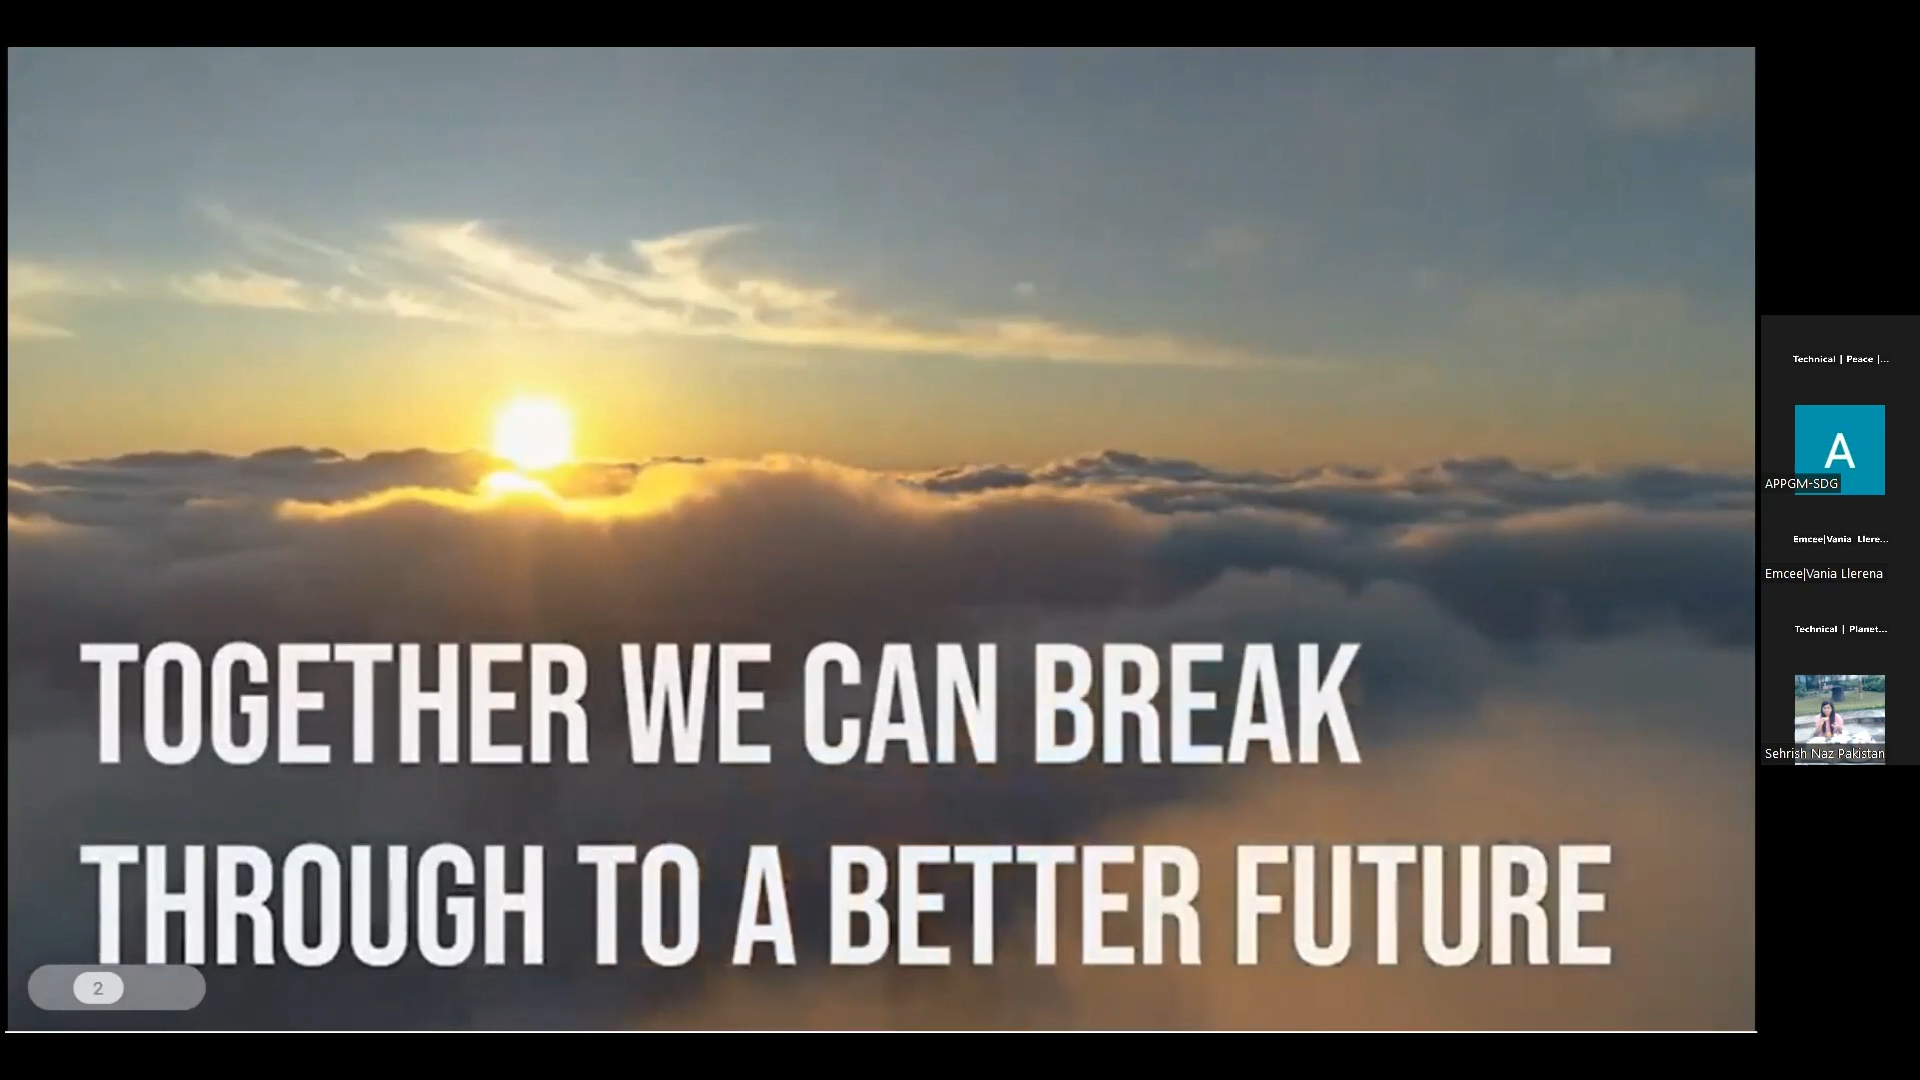 TOGETHER WE CAN BREAK
THROUGH TO A BETTER FUTURE
2
Technical | Peace |...
A
APPGM-SDG
Emcee|Vania Llere...
Emcee|Vania Llerena
Technical | Planet...
Sehrish Naz Pakistan